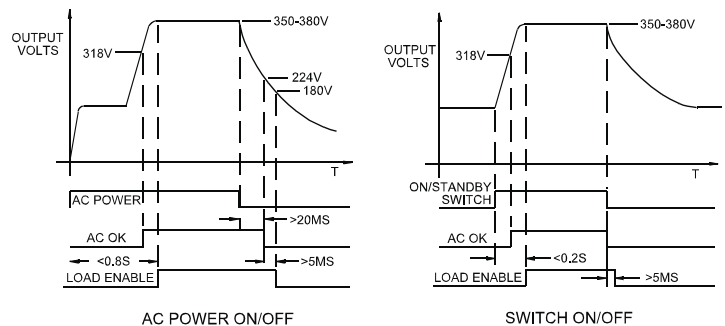 OUTPUT
VOLTS
350-380V
318V
224V
180V
T
AC POWER
>20MS
AC OK
<0.8S
>5MS
LOAD ENABLE
AC POWER ON/OFF
OUTPUT
VOLTS
350-380V
318V
T
ON/STANDBY
SWITCH
AC OK
<0.2S
LOAD ENABLE
>5MS
SWITCH ON/OFF